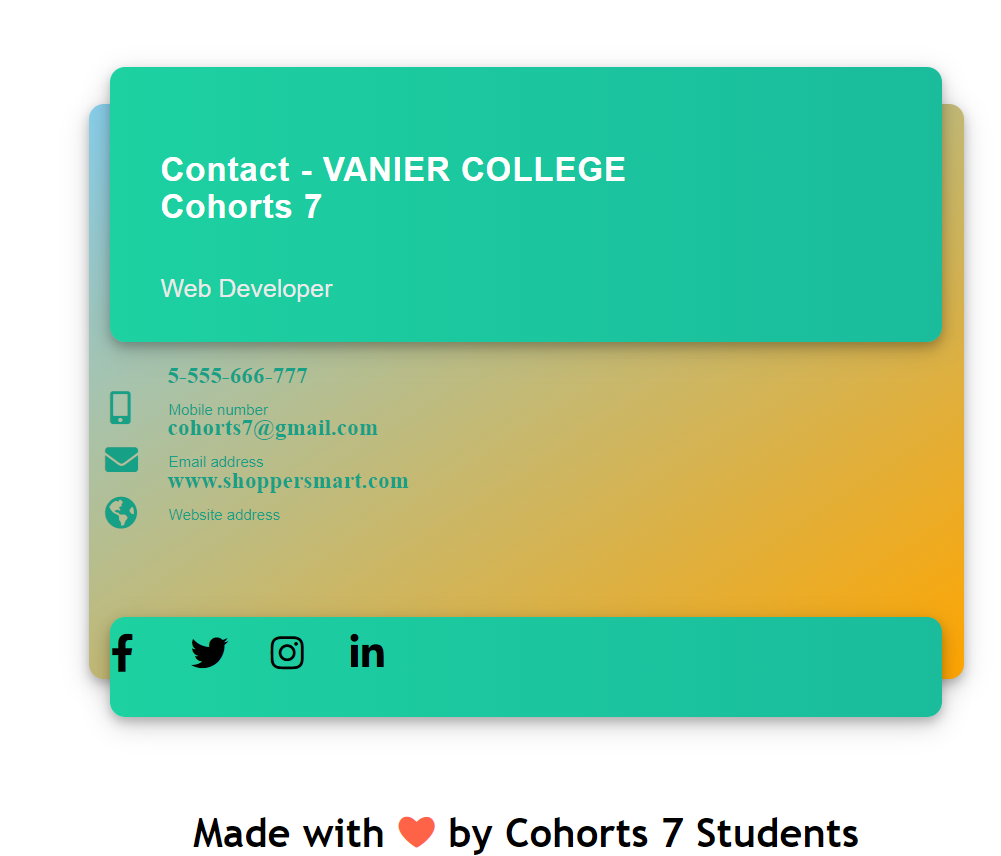 Contact - VANIER COLLEGE
Cohorts 7
Web Developer
5-555-666-777
Mobile number
cohorts7@gmail.com
Email address
www.shoppersmart.com
Website address
Made with ❤ by Cohorts 7 Students